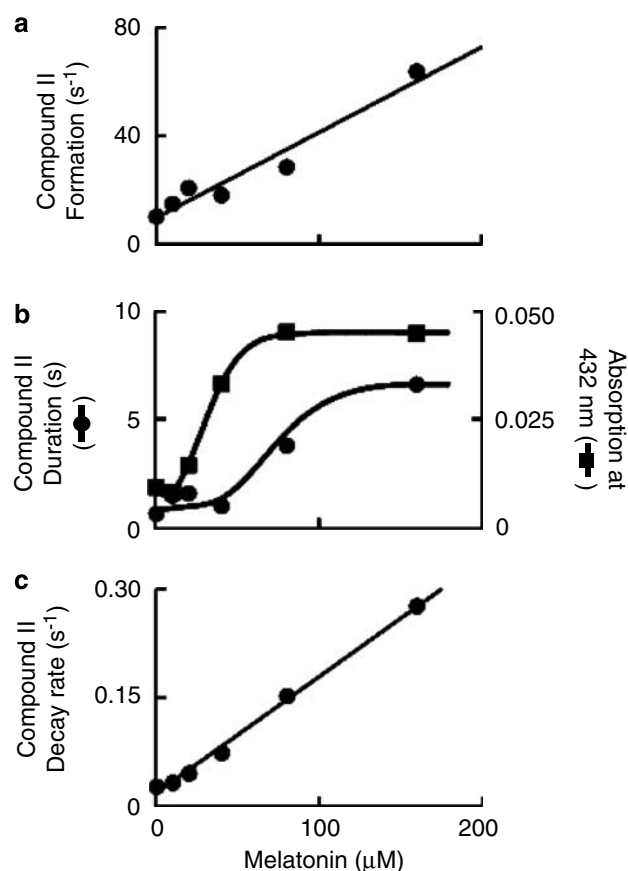 a
Compound II
Formation (s⁻¹)
80
40
0
b
Compound II
Duration (s)
(●)
10
5
0
0.050
0.025
0
Absorption at
432 nm (■)
c
Compound II
Decay rate (s⁻¹)
0.30
0.15
0
0
100
200
Melatonin (μM)